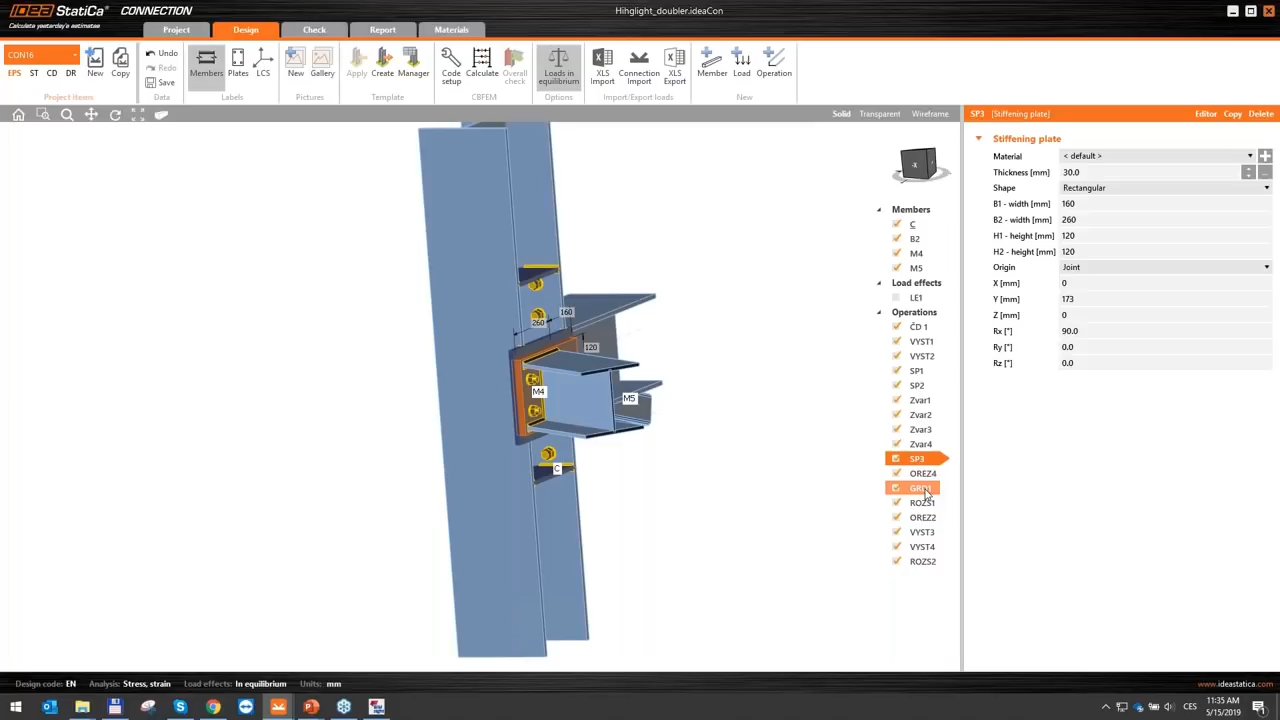 IDEA StatiCa CONNECTION
Calculate yesterday's estimates
Hinglight_doubler.ideaCon
Project
Design
Check
Report
Materials
CON16
EPS ST CD DR
New
Copy
Undo
Redo
Save
Members
Plates
LCS
New
Gallery
Apply
Create
Manager
Code setup
Calculate
Overall check
Loads in equilibrium
XLS Import
Connection Import
XLS Export
Member
Load
Operation
Project items
Data
Labels
Pictures
Template
CBFEM
Options
Import/Export loads
New
Solid Transparent Wireframe
SP3 [Stiffening plate]
Editor Copy Delete
-X
160
260
120
M4
M5
C
Members
C
B2
M4
M5
Load effects
LE1
Operations
ČD 1
VYST1
VYST2
SP1
SP2
Zvar1
Zvar2
Zvar3
Zvar4
SP3
OREZ4
ROZS1
OREZ2
VYST3
VYST4
ROZS2
Stiffening plate
Material < default >
Thickness [mm] 30.0
Shape Rectangular
B1 - width [mm] 160
B2 - width [mm] 260
H1 - height [mm] 120
H2 - height [mm] 120
Origin Joint
X [mm] 0
Y [mm] 173
Z [mm] 0
Rx [°] 90.0
Ry [°] 0.0
Rz [°] 0.0
Design code: EN Analysis: Stress, strain Load effects: In equilibrium Units: mm
www.ideastatica.com
CES
11:35 AM
5/15/2019